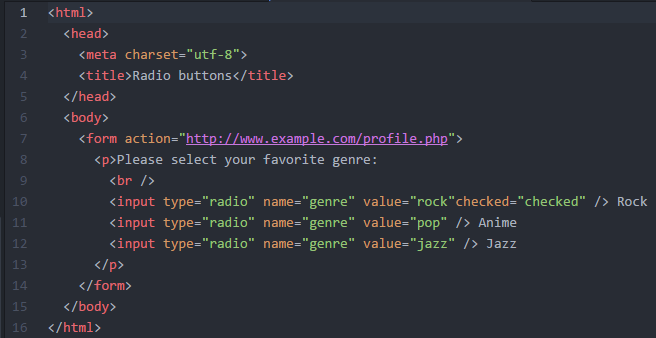 1 <html>
2 <head>
3 <meta charset="utf-8">
4 <title>Radio buttons</title>
5 </head>
6 <body>
7 <form action="http://www.example.com/profile.php">
8 <p>Please select your favorite genre:
9 <br />
10 <input type="radio" name="genre" value="rock"checked="checked" /> Rock
11 <input type="radio" name="genre" value="pop" /> Anime
12 <input type="radio" name="genre" value="jazz" /> Jazz
13 </p>
14 </form>
15 </body>
16 </html>